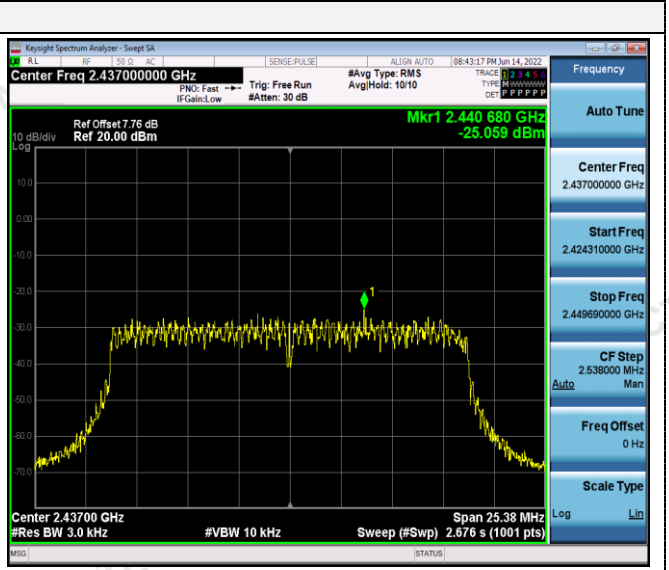 Keysight Spectrum Analyzer - Swept SA
RL RF 50 Ω AC SENSE:PULSE ALIGN AUTO 08:43:17 PM Jun 14, 2022
Center Freq 2.437000000 GHz
PNO: Fast
IFGain:Low
Trig: Free Run
#Atten: 30 dB
#Avg Type: RMS
Avg|Hold: 10/10
TRACE 1 2 3 4 5 6
TYPE M W W W W W
DET P P P P P P
Ref Offset 7.76 dB
10 dB/div Ref 20.00 dBm
Log
Mkr1 2.440 680 GHz
-25.059 dBm
10.0
0.00
-10.0
-20.0
-30.0
-40.0
-50.0
-60.0
-70.0
1
Center 2.43700 GHz
#Res BW 3.0 kHz
#VBW 10 kHz
Span 25.38 MHz
Sweep (#Swp) 2.676 s (1001 pts)
MSG
STATUS
Frequency
Auto Tune
Center Freq
2.437000000 GHz
Start Freq
2.424310000 GHz
Stop Freq
2.449690000 GHz
CF Step
2.538000 MHz
Auto Man
Freq Offset
0 Hz
Scale Type
Log Lin